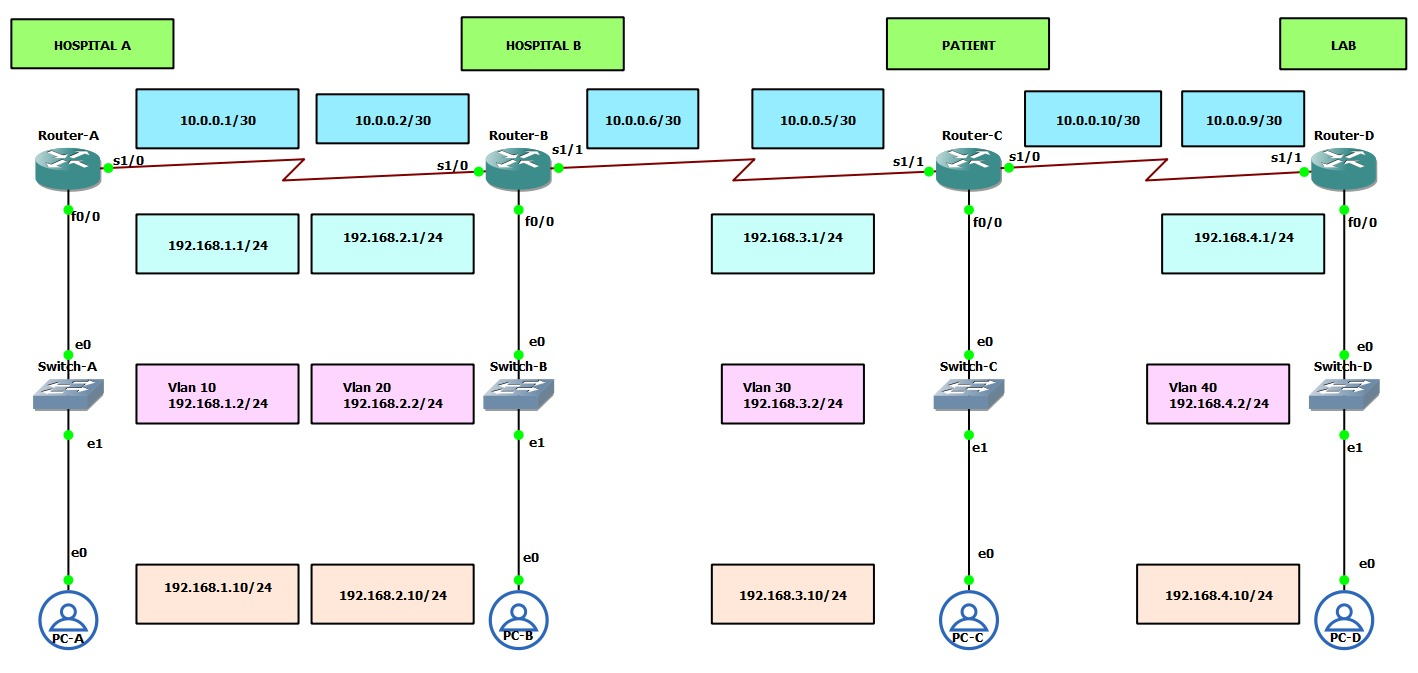 HOSPITAL A
HOSPITAL B
PATIENT
LAB
10.0.0.1/30
10.0.0.2/30
10.0.0.6/30
10.0.0.5/30
10.0.0.10/30
10.0.0.9/30
Router-A
Router-B
Router-C
Router-D
s1/0
s1/0
s1/1
s1/1
s1/0
s1/1
f0/0
f0/0
f0/0
f0/0
192.168.1.1/24
192.168.2.1/24
192.168.3.1/24
192.168.4.1/24
e0
e0
e0
e0
Switch-A
Switch-B
Switch-C
Switch-D
Vlan 10
192.168.1.2/24
Vlan 20
192.168.2.2/24
Vlan 30
192.168.3.2/24
Vlan 40
192.168.4.2/24
e1
e1
e1
e1
e0
e0
e0
e0
192.168.1.10/24
192.168.2.10/24
192.168.3.10/24
192.168.4.10/24
PC-A
PC-B
PC-C
PC-D